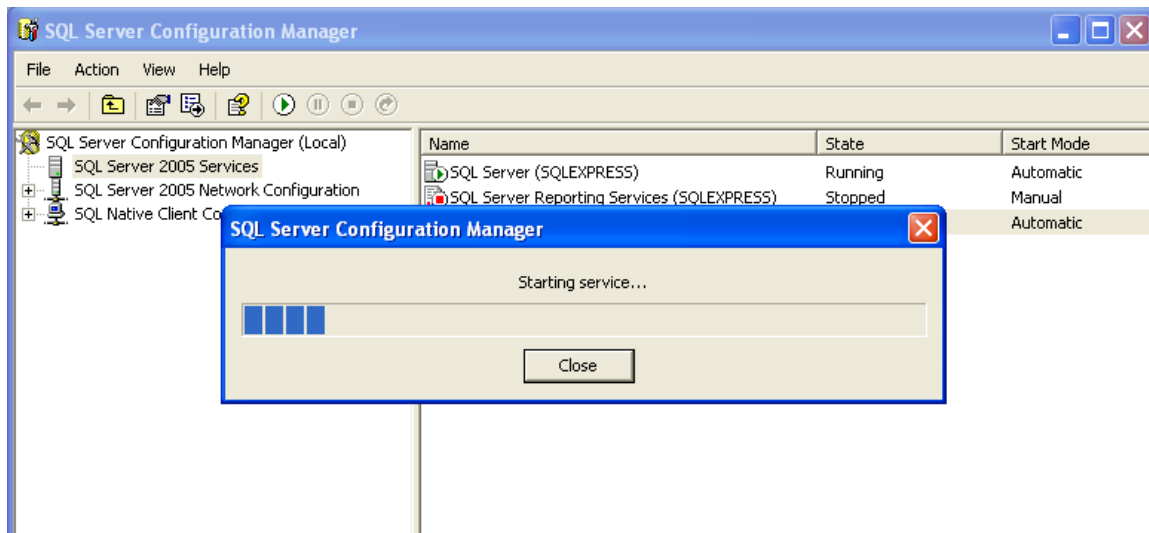 SQL Server Configuration Manager
File Action View Help
SQL Server Configuration Manager (Local)
SQL Server 2005 Services
SQL Server 2005 Network Configuration
SQL Native Client Co
Name State Start Mode
SQL Server (SQLEXPRESS) Running Automatic
SQL Server Reporting Services (SQLEXPRESS) Stopped Manual
Automatic
SQL Server Configuration Manager
Starting service...
Close